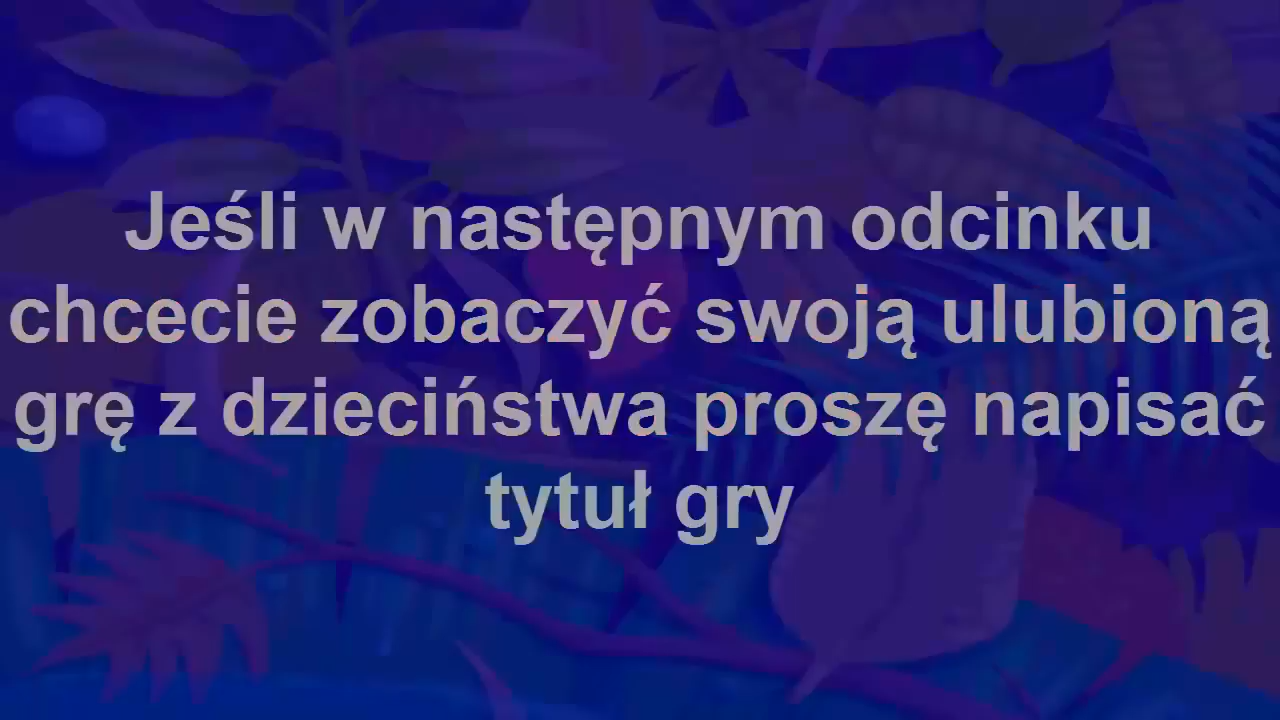 Jeśli w następnym odcinku
chcecie zobaczyć swoją ulubioną
grę z dzieciństwa proszę napisać
tytuł gry